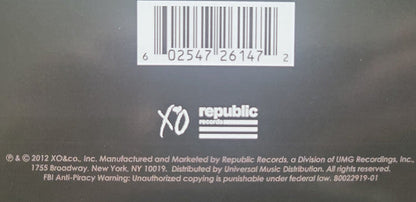 6 02547 26147 2
XO republic
records
℗ & © 2012 XO&co., Inc. Manufactured and Marketed by Republic Records, a Division of UMG Recordings, Inc.,
1755 Broadway, New York, NY 10019. Distributed by Universal Music Distribution. All rights reserved.
FBI Anti-Piracy Warning: Unauthorized copying is punishable under federal law. B0022919-01